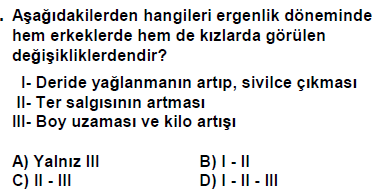 . Aşağıdakilerden hangileri ergenlik döneminde
hem erkeklerde hem de kızlarda görülen
değişikliklerdendir?
I- Deride yağlanmanın artıp, sivilce çıkması
II- Ter salgısının artması
III- Boy uzaması ve kilo artışı
A) Yalnız III B) I - II
C) II - III D) I - II - III